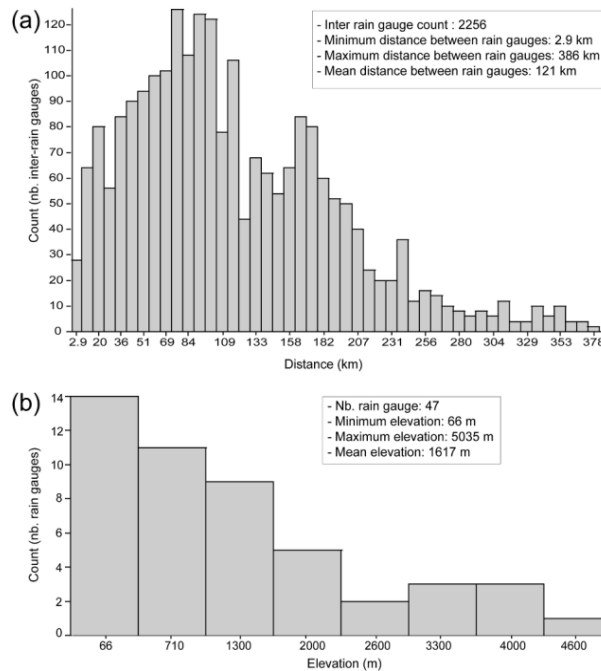 (a)
- Inter rain gauge count : 2256
- Minimum distance between rain gauges: 2.9 km
- Maximum distance between rain gauges: 386 km
- Mean distance between rain gauges: 121 km
Count (nb. inter-rain gauges)
120
100
80
60
50
40
30
20
10
0
2.9 20 36 51 69 84 109 133 158 182 207 231 256 280 304 329 353 378
Distance (km)
(b)
- Nb. rain gauge: 47
- Minimum elevation: 66 m
- Maximum elevation: 5035 m
- Mean elevation: 1617 m
Count (nb. rain gauges)
14
12
10
8
6
4
2
0
66 710 1300 2000 2600 3300 4000 4600
Elevation (m)